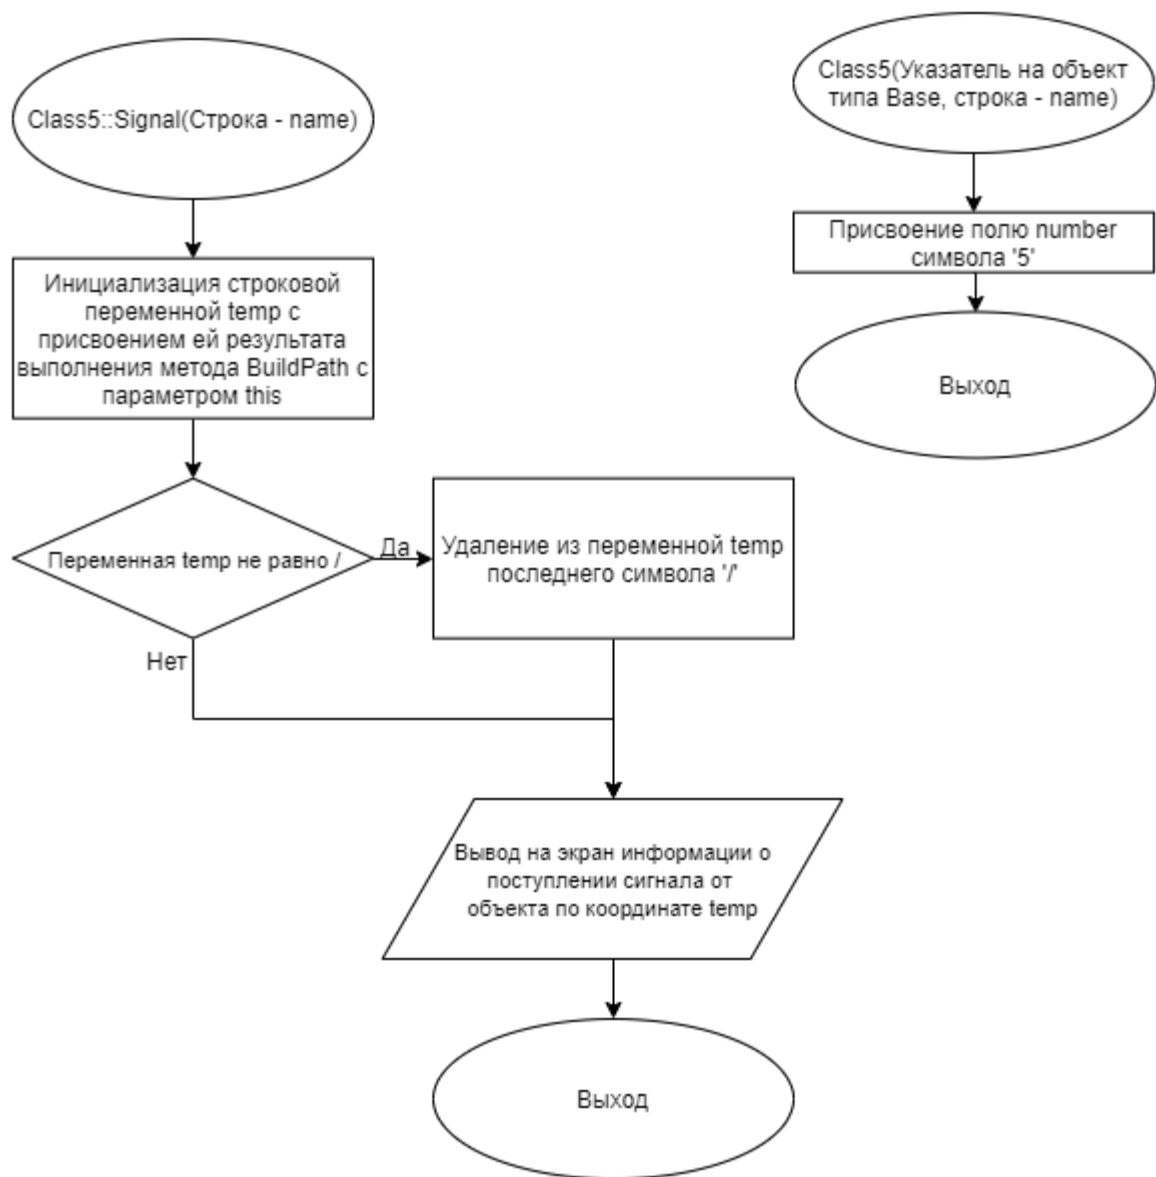 Class5::Signal(Строка - name)
Инициализация строковой
переменной temp с
присвоением ей результата
выполнения метода BuildPath с
параметром this
Переменная temp не равно /
Да
Удаление из переменной temp
последнего символа '/'
Нет
Вывод на экран информации о
поступлении сигнала от
объекта по координате temp
Выход
Class5(Указатель на объект
типа Base, строка - name)
Присвоение полю number
символа '5'
Выход